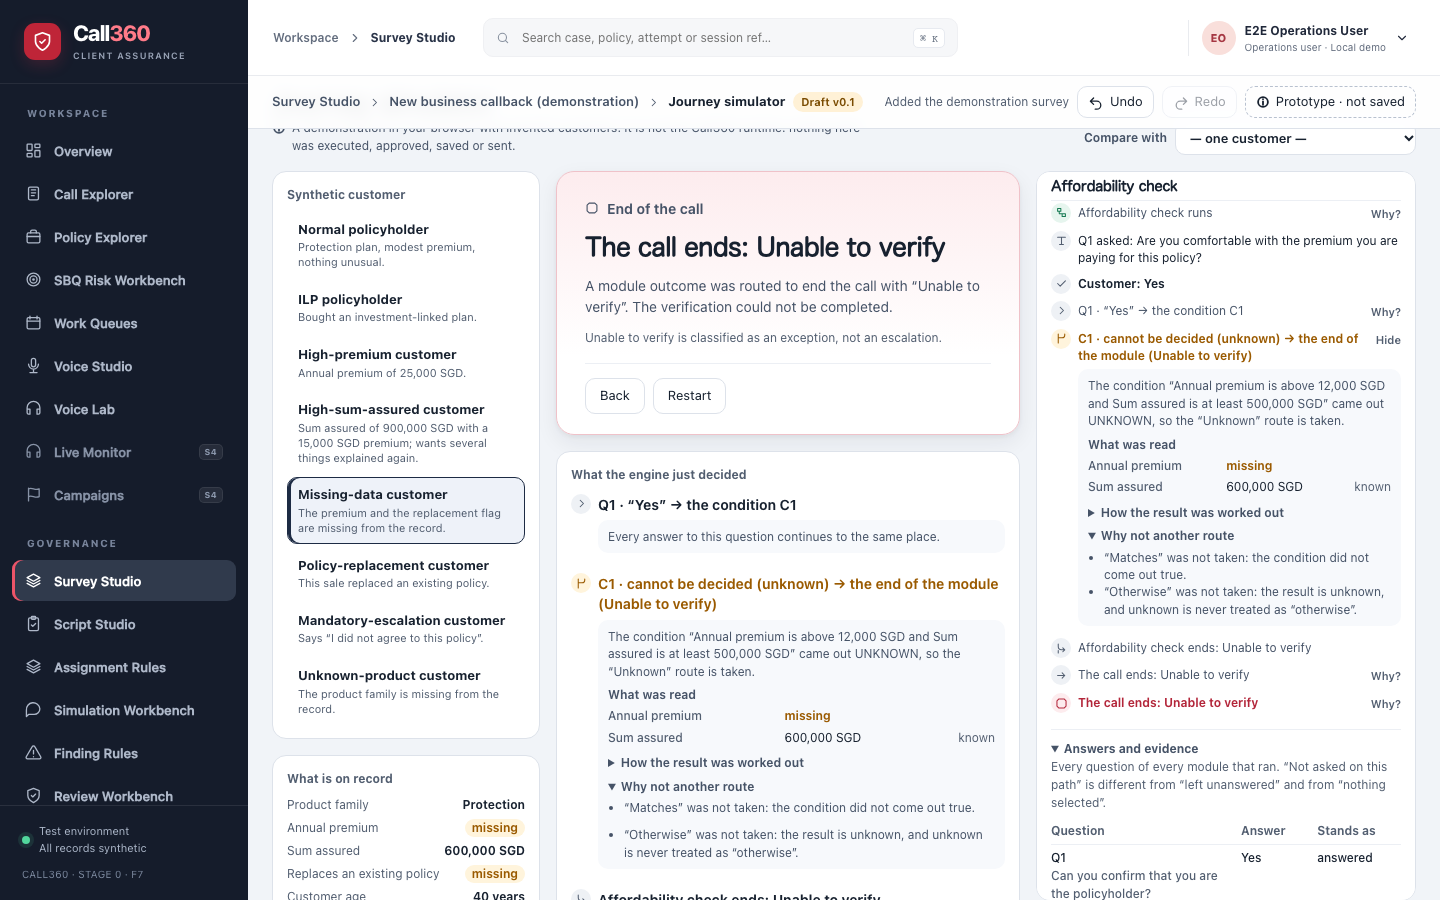 Call360
CLIENT ASSURANCE
WORKSPACE
Overview
Call Explorer
Policy Explorer
SBQ Risk Workbench
Work Queues
Voice Studio
Voice Lab
Live Monitor S4
Campaigns S4
GOVERNANCE
Survey Studio
Script Studio
Assignment Rules
Simulation Workbench
Finding Rules
Review Workbench
Test environment
All records synthetic
CALL360 · STAGE 0 · F7
Workspace > Survey Studio
Search case, policy, attempt or session ref...
⌘ K
EO
E2E Operations User
Operations user · Local demo
Survey Studio > New business callback (demonstration) > Journey simulator Draft v0.1
Added the demonstration survey
Undo
Redo
Prototype · not saved
A demonstration in your browser with invented customers. It is not the Call360 runtime: nothing here
was executed, approved, saved or sent.
Compare with — one customer —
Synthetic customer
Normal policyholder
Protection plan, modest premium,
nothing unusual.
ILP policyholder
Bought an investment-linked plan.
High-premium customer
Annual premium of 25,000 SGD.
High-sum-assured customer
Sum assured of 900,000 SGD with a
15,000 SGD premium; wants several
things explained again.
Missing-data customer
The premium and the replacement flag
are missing from the record.
Policy-replacement customer
This sale replaced an existing policy.
Mandatory-escalation customer
Says “I did not agree to this policy”.
Unknown-product customer
The product family is missing from the
record.
What is on record
Product family Protection
Annual premium missing
Sum assured 600,000 SGD
Replaces an existing policy missing
Customer age 40 years
End of the call
The call ends: Unable to verify
A module outcome was routed to end the call with “Unable to
verify”. The verification could not be completed.
Unable to verify is classified as an exception, not an escalation.
Back
Restart
What the engine just decided
Q1 · “Yes” → the condition C1
Every answer to this question continues to the same place.
C1 · cannot be decided (unknown) → the end of the module
(Unable to verify)
The condition “Annual premium is above 12,000 SGD and Sum
assured is at least 500,000 SGD” came out UNKNOWN, so the
“Unknown” route is taken.
What was read
Annual premium missing
Sum assured 600,000 SGD known
▶ How the result was worked out
▼ Why not another route
• “Matches” was not taken: the condition did not come out true.
• “Otherwise” was not taken: the result is unknown, and unknown
is never treated as “otherwise”.
Affordability check ends: Unable to verify
Affordability check
Affordability check runs Why?
Q1 asked: Are you comfortable with the premium you are
paying for this policy?
Customer: Yes
Q1 · “Yes” → the condition C1 Why?
C1 · cannot be decided (unknown) → the end of Hide
the module (Unable to verify)
The condition “Annual premium is above 12,000 SGD
and Sum assured is at least 500,000 SGD” came out
UNKNOWN, so the “Unknown” route is taken.
What was read
Annual premium missing
Sum assured 600,000 SGD known
▶ How the result was worked out
▼ Why not another route
• “Matches” was not taken: the condition did not
come out true.
• “Otherwise” was not taken: the result is unknown,
and unknown is never treated as “otherwise”.
Affordability check ends: Unable to verify
The call ends: Unable to verify Why?
The call ends: Unable to verify Why?
▼ Answers and evidence
Every question of every module that ran. “Not asked on this
path” is different from “left unanswered” and from “nothing
selected”.
Question Answer Stands as
Q1 Yes answered
Can you confirm that you are
the policyholder?